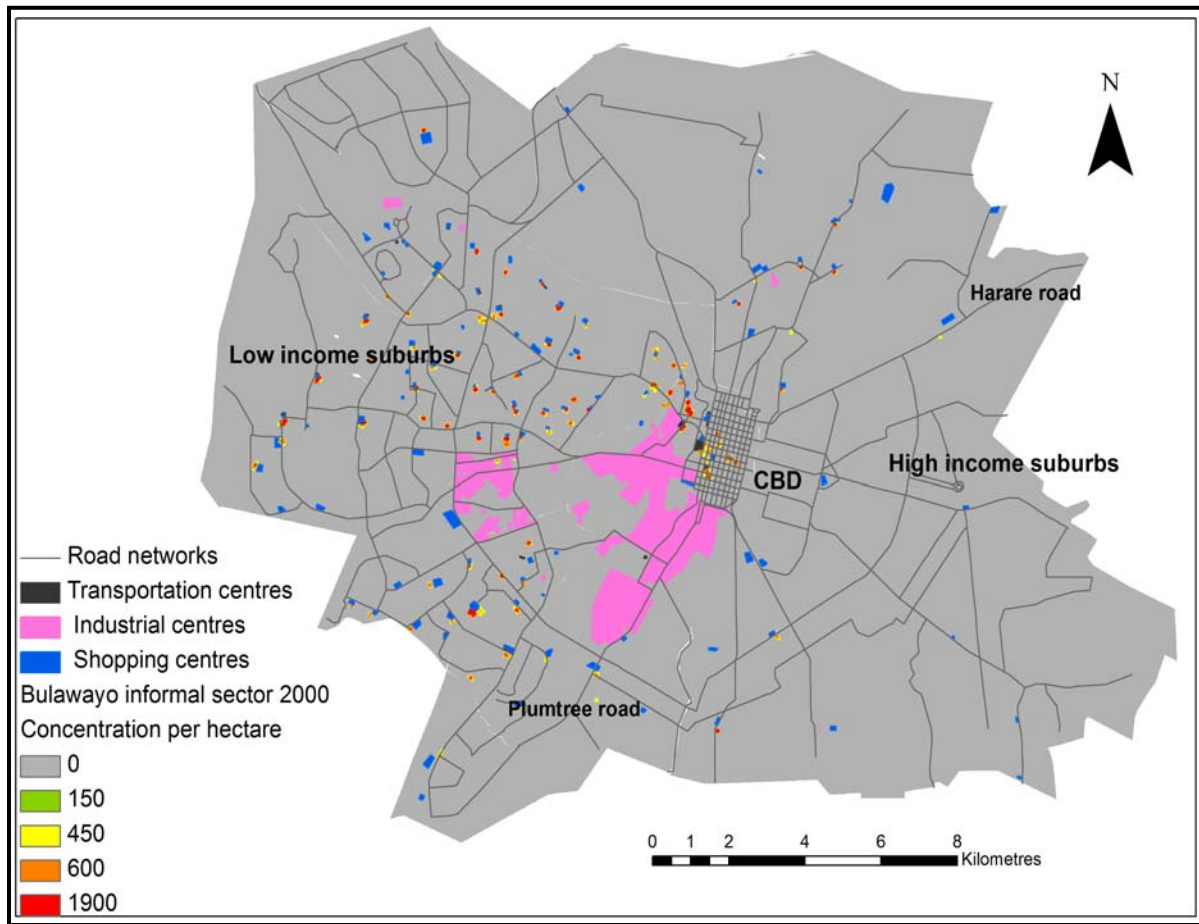 N
Harare road
Low income suburbs
High income suburbs
CBD
Plumtree road
Road networks
Transportation centres
Industrial centres
Shopping centres
Bulawayo informal sector 2000
Concentration per hectare
0
150
450
600
1900
0 1 2 4 6 8
Kilometres